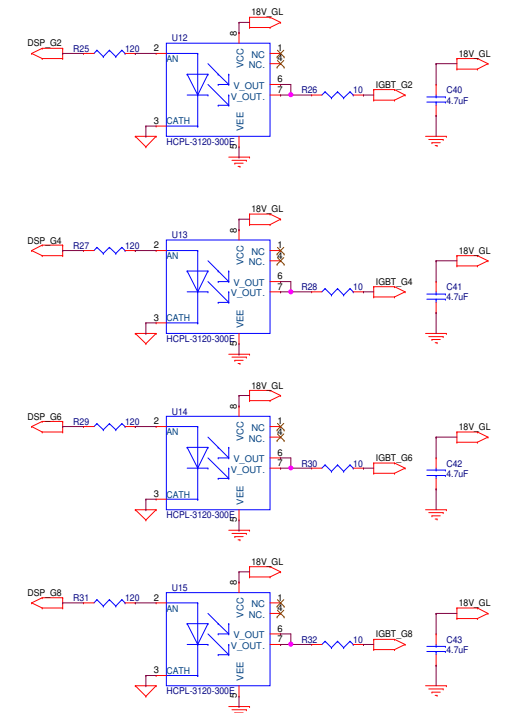 18V_GL
DSP_G2 R25 120 2 U12 8 VCC NC 1
AN NC. 4
18V_GL
V_OUT 6
V_OUT. 7 R26 10 IGBT_G2
C40
4.7uF
3 CATH VEE 5
HCPL-3120-300E
18V_GL
DSP_G4 R27 120 2 U13 8 VCC NC 1
AN NC. 4
18V_GL
V_OUT 6
V_OUT. 7 R28 10 IGBT_G4
C41
4.7uF
3 CATH VEE 5
HCPL-3120-300E
18V_GL
DSP_G6 R29 120 2 U14 8 VCC NC 1
AN NC. 4
18V_GL
V_OUT 6
V_OUT. 7 R30 10 IGBT_G6
C42
4.7uF
3 CATH VEE 5
HCPL-3120-300E
18V_GL
DSP_G8 R31 120 2 U15 8 VCC NC 1
AN NC. 4
18V_GL
V_OUT 6
V_OUT. 7 R32 10 IGBT_G8
C43
4.7uF
3 CATH VEE 5
HCPL-3120-300E